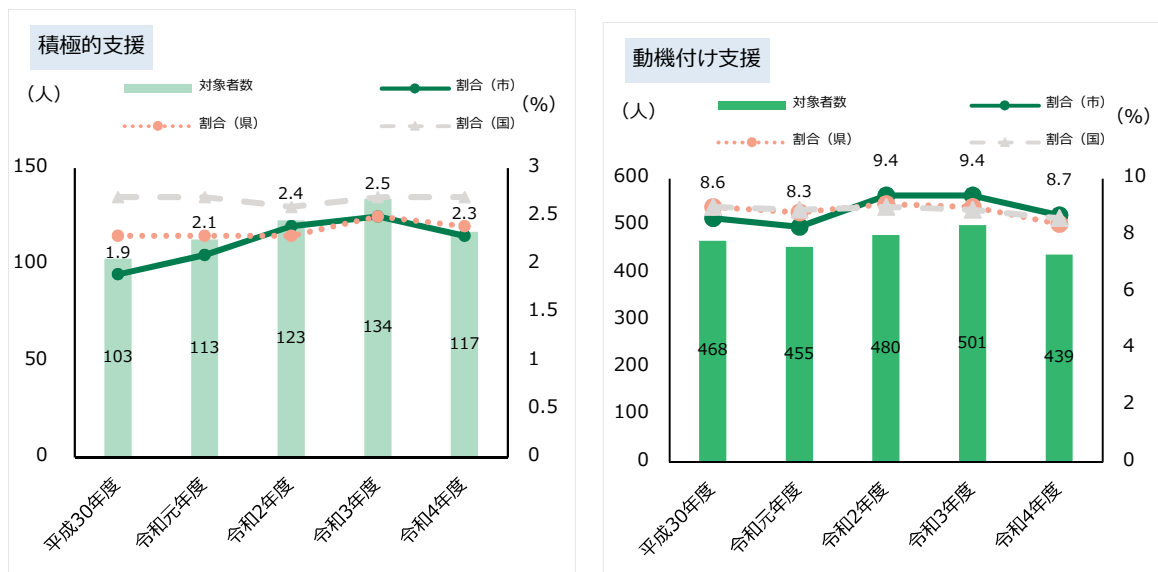 積極的支援
（人）
対象者数
割合（市）
（%）
割合（県）
割合（国）
150
100
50
0
3
2.5
2
1.5
1
0.5
0
1.9
2.1
2.4
2.5
2.3
103
113
123
134
117
平成30年度
令和元年度
令和2年度
令和3年度
令和4年度
動機付け支援
（人）
対象者数
割合（市）
（%）
割合（県）
割合（国）
600
500
400
300
200
100
0
10
8
6
4
2
0
8.6
8.3
9.4
9.4
8.7
468
455
480
501
439
平成30年度
令和元年度
令和2年度
令和3年度
令和4年度